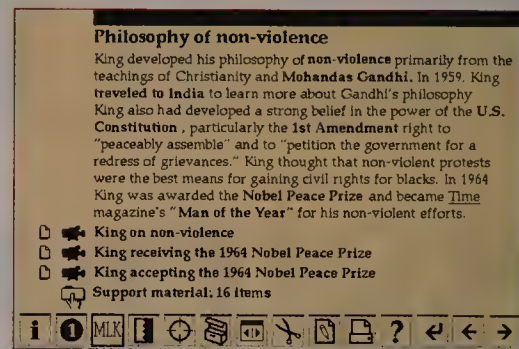 Philosophy of non-violence
King developed his philosophy of non-violence primarily from the
teachings of Christianity and Mohandas Gandhi. In 1959. King
treveled to India to learn more about Gandhi's philosophy
King also had developed a strong belief in the power of the U.S.
Constitution , particularly the 1st Amendment right to
"peaceably assemble" and to "petition the government for a
redress of grievances." King thought that non-violent protests
were the best means for gaining civil rights for blacks. In 1964
King was awarded the Nobel Peace Prize and became Time
magazine's "Man of the Year" for his non-violent efforts.
King on non-violence
King receiving the 1964 Nobel Peace Prize
King accepting the 1964 Nobel Peace Prize
Support material; 16 items
i 1 MLK ?